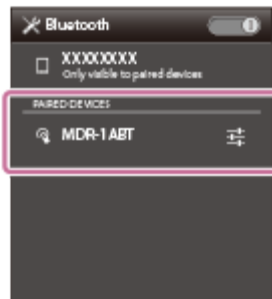 Bluetooth
XXXXXXXX
Only visible to paired devices
PAIRED DEVICES
MDR-1ABT